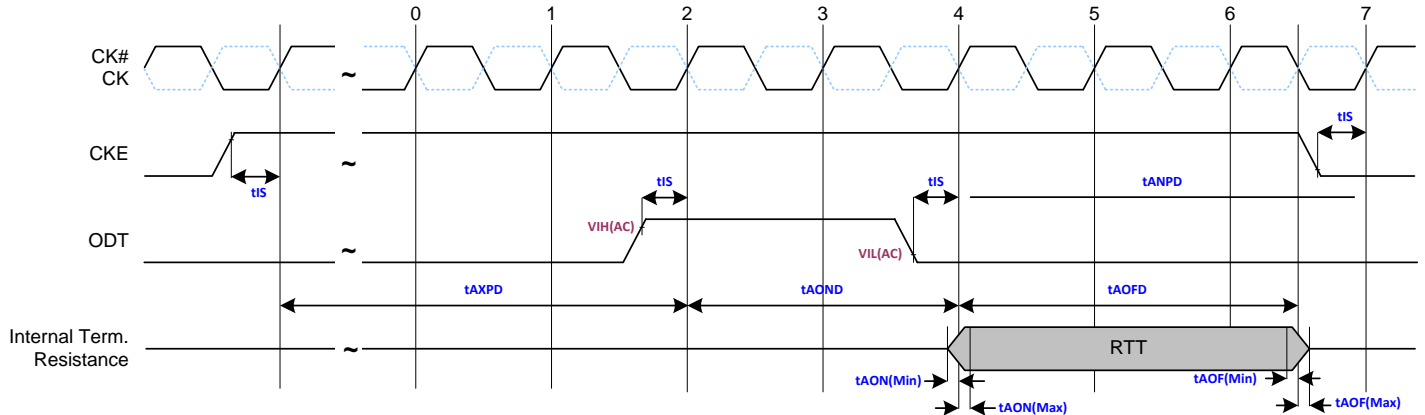 0 1 2 3 4 5 6 7
CK#
CK
~
tIS
CKE
~
tIS
tIS
tIS
tANPD
VIH(AC)
ODT
VIL(AC)
~
tAXPD
tAOND
tAOFD
Internal Term.
Resistance
~
RTT
tAON(Min)
tAOF(Min)
tAON(Max)
tAOF(Max)